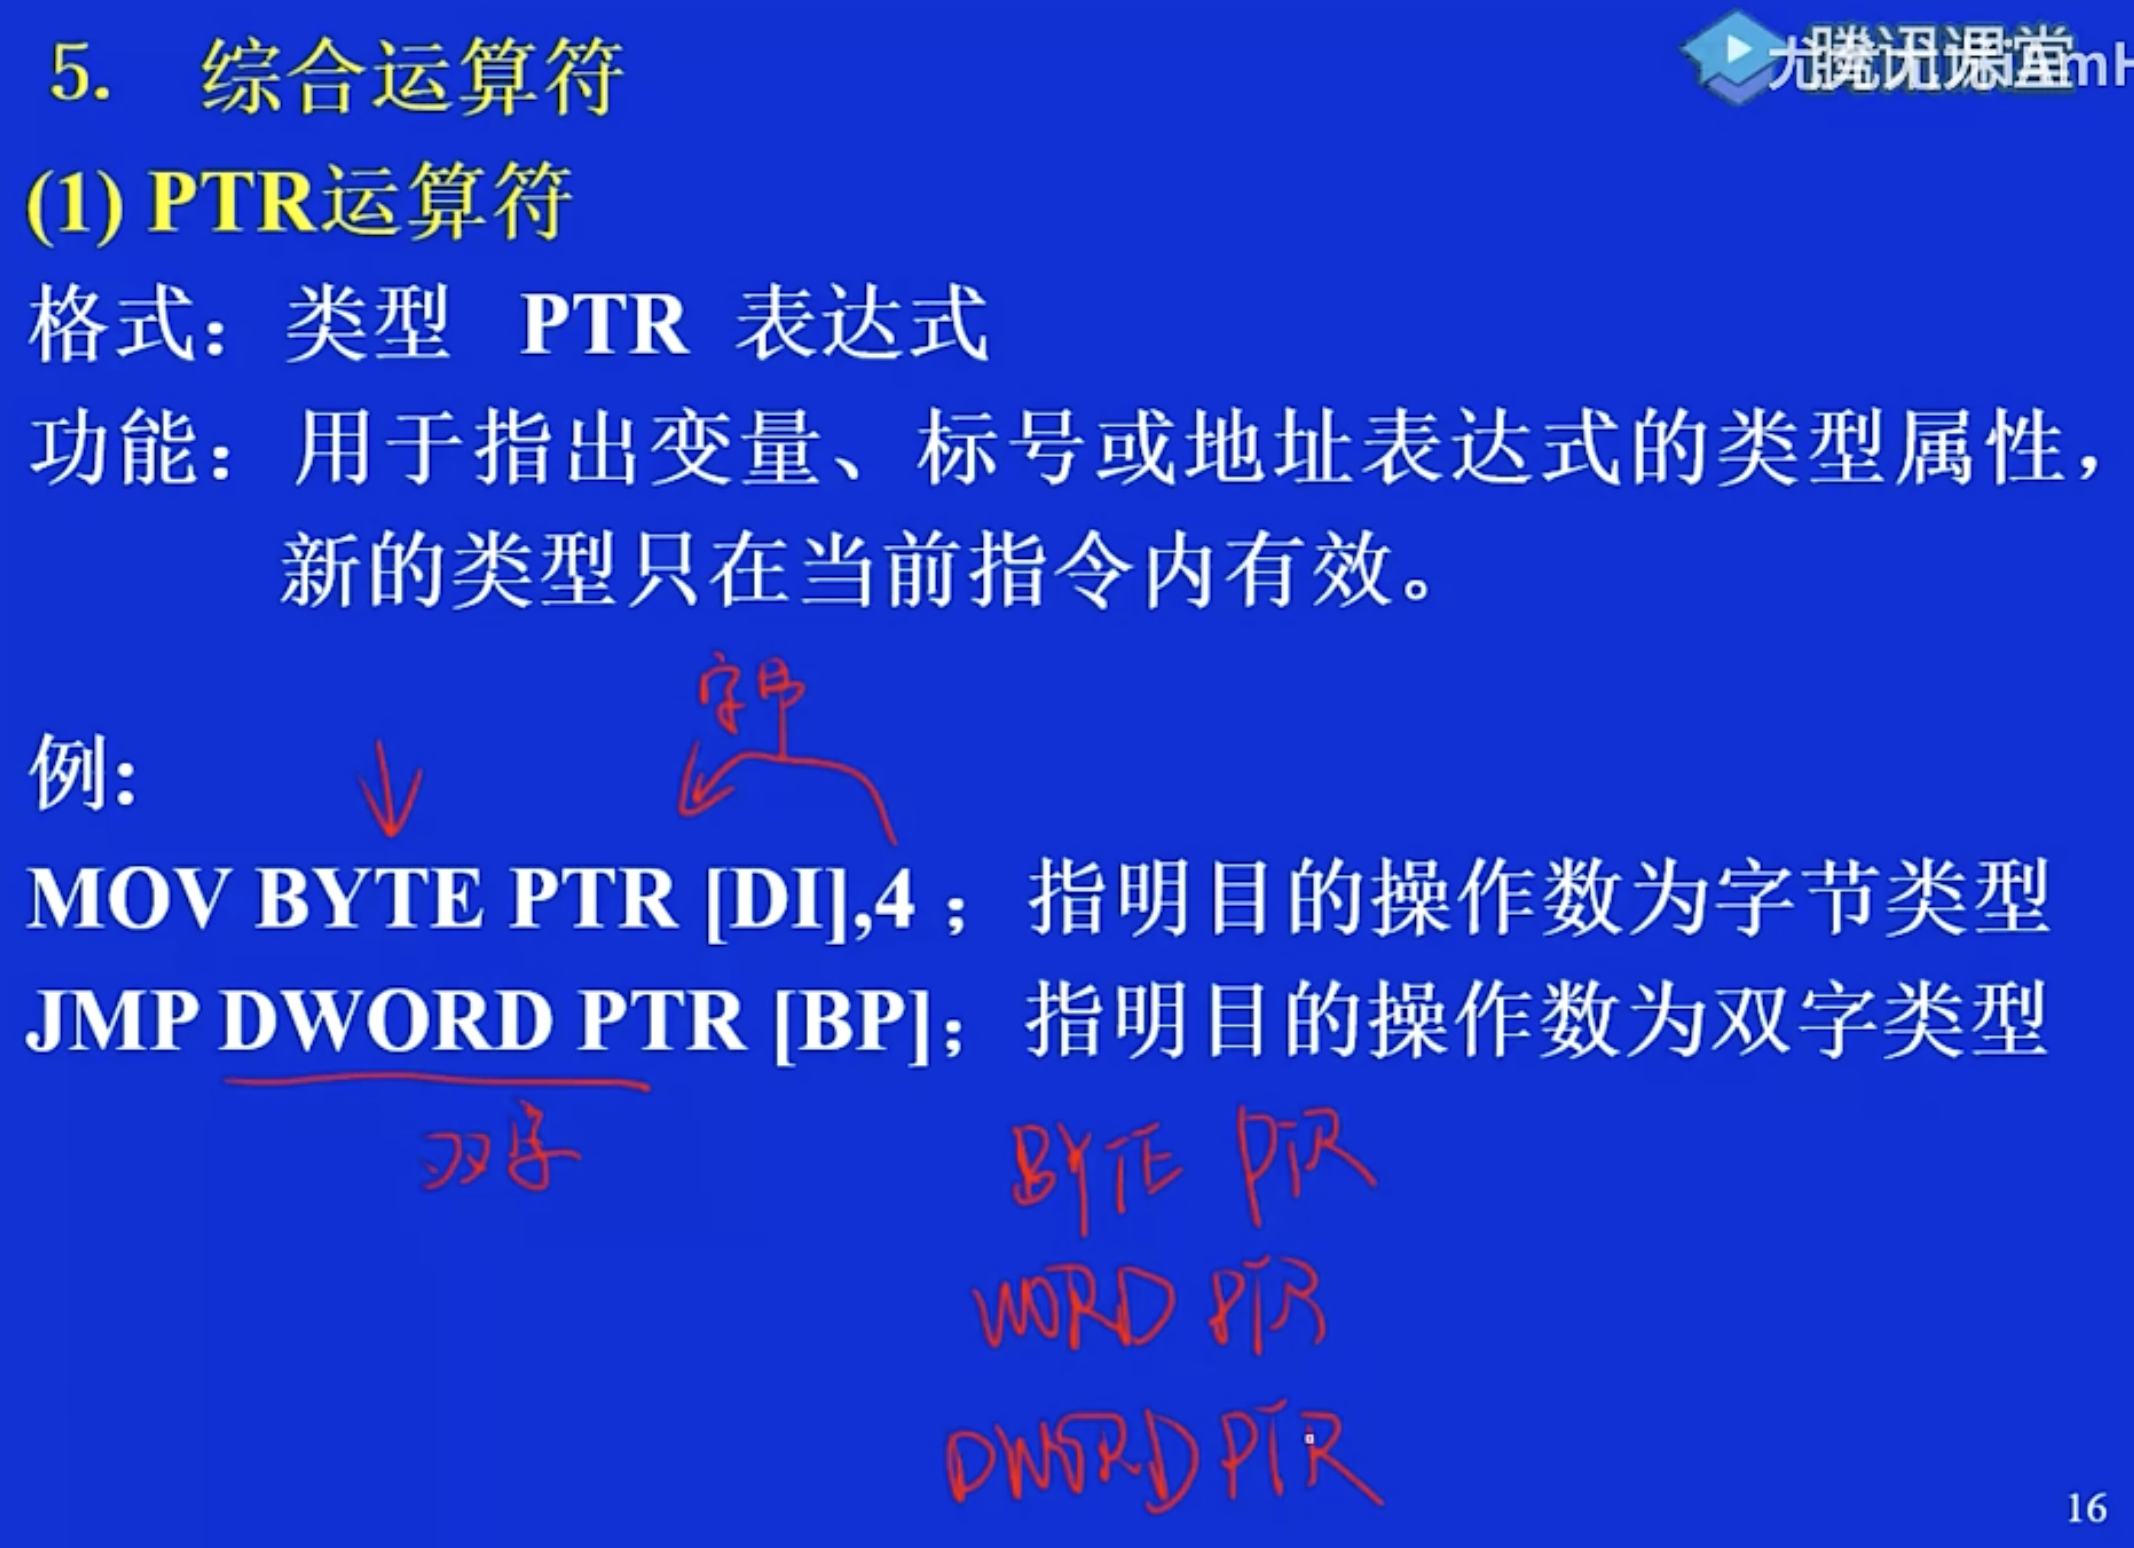 腾讯课堂
5. 综合运算符
(1) PTR运算符
格式：类型 PTR 表达式
功能：用于指出变量、标号或地址表达式的类型属性，
新的类型只在当前指令内有效。
字节
例：
MOV BYTE PTR [DI],4；指明目的操作数为字节类型
JMP DWORD PTR [BP]；指明目的操作数为双字类型
双字
BYTE PTR
WORD PTR
DWORD PTR
16